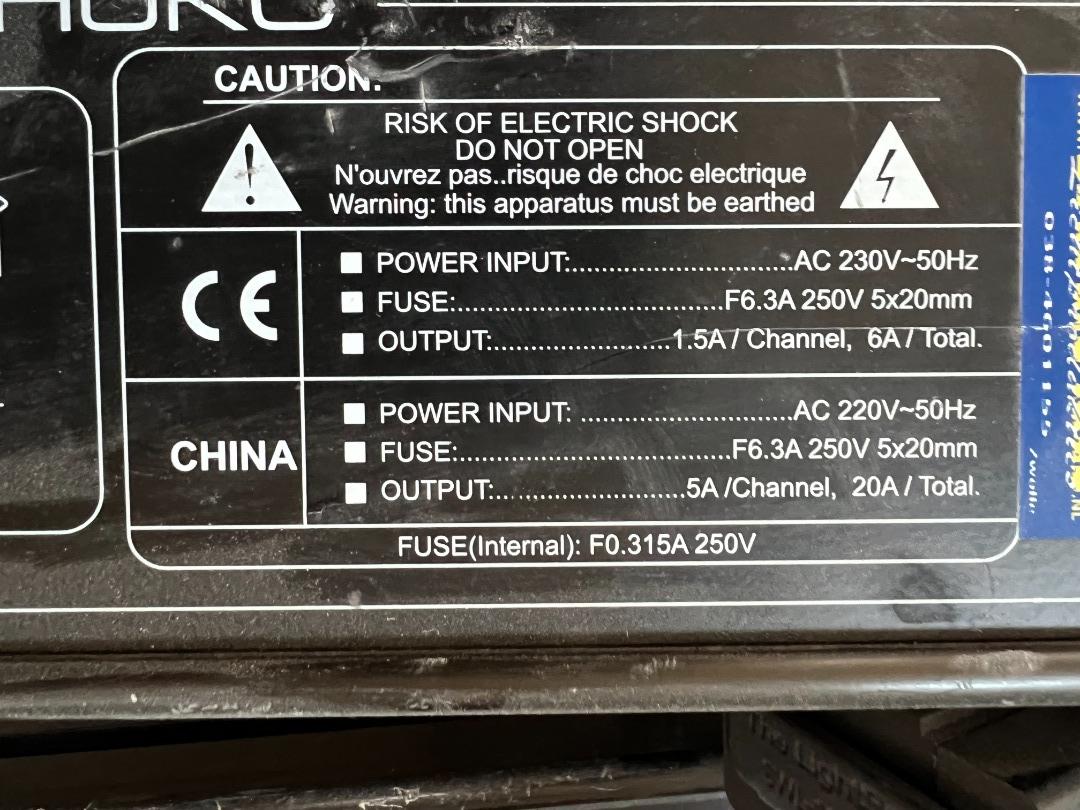 CAUTION:
RISK OF ELECTRIC SHOCK
DO NOT OPEN
N'ouvrez pas..risque de choc electrique
Warning: this apparatus must be earthed
CE
■ POWER INPUT:..............................AC 230V~50Hz
■ FUSE:...................................F6.3A 250V 5x20mm
■ OUTPUT:.......................1.5A / Channel, 6A / Total.
CHINA
■ POWER INPUT: ............................AC 220V~50Hz
■ FUSE:....................................F6.3A 250V 5x20mm
■ OUTPUT:.........................5A /Channel, 20A / Total.
FUSE(Internal): F0.315A 250V
.NL